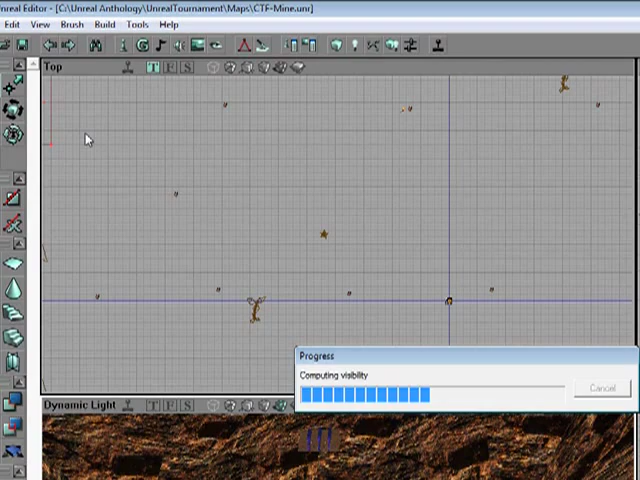 nreal Editor - [C:\Unreal Anthology\UnrealTournament\Maps\CTF-Mine.unr]
Edit View Brush Build Tools Help
Top T F S
Progress
Computing visibility
Cancel
Dynamic Light T F S